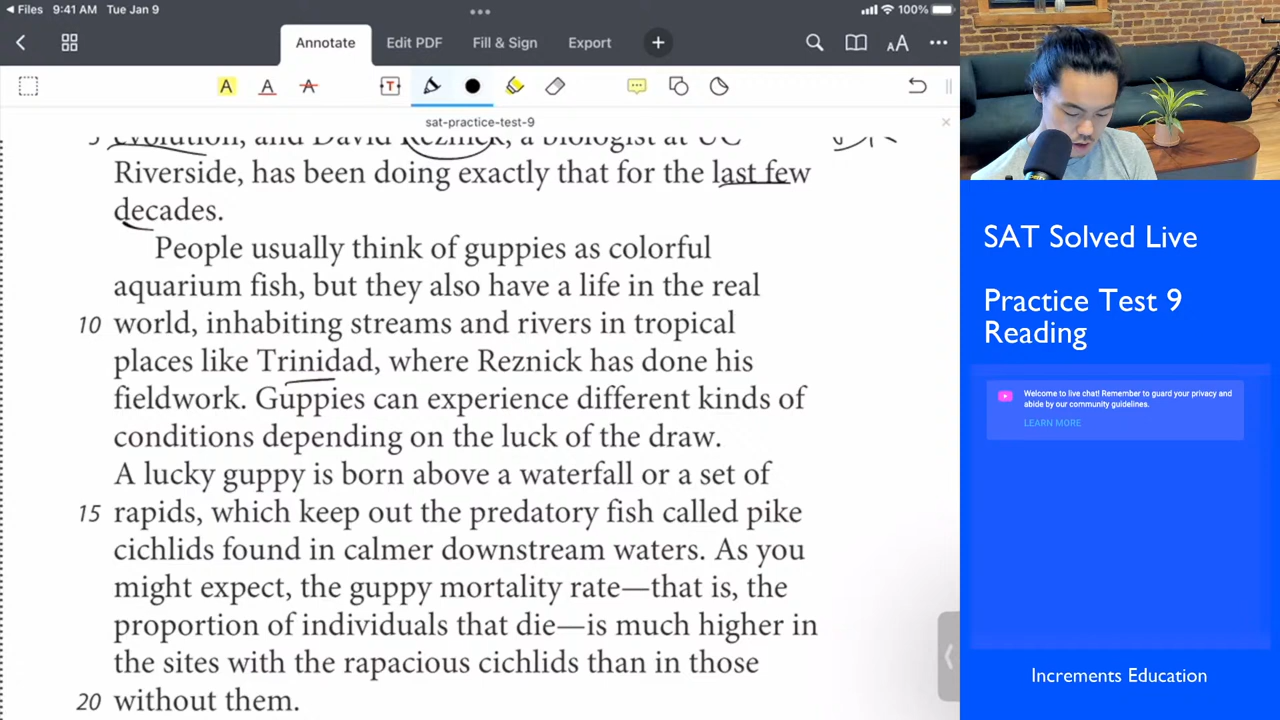 Files 9:41 AM Tue Jan 9 100%
Annotate Edit PDF Fill & Sign Export
A A A T AA
sat-practice-test-9
5 evolution, and David Reznick, a biologist at UC
Riverside, has been doing exactly that for the last few
decades.
People usually think of guppies as colorful
aquarium fish, but they also have a life in the real
10 world, inhabiting streams and rivers in tropical
places like Trinidad, where Reznick has done his
fieldwork. Guppies can experience different kinds of
conditions depending on the luck of the draw.
A lucky guppy is born above a waterfall or a set of
15 rapids, which keep out the predatory fish called pike
cichlids found in calmer downstream waters. As you
might expect, the guppy mortality rate—that is, the
proportion of individuals that die—is much higher in
the sites with the rapacious cichlids than in those
20 without them.
SAT Solved Live
Practice Test 9
Reading
Welcome to live chat! Remember to guard your privacy and
abide by our community guidelines.
LEARN MORE
Increments Education